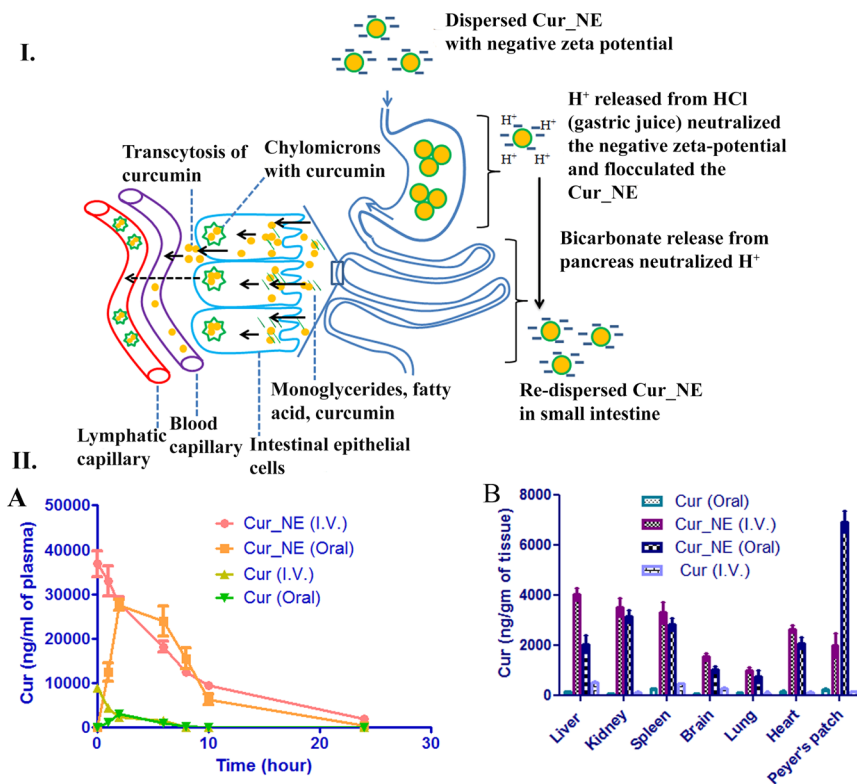 I.
Dispersed Cur_NE
with negative zeta potential
H⁺
H⁺
H⁺
H⁺
H⁺ released from HCl
(gastric juice) neutralized
the negative zeta-potential
and flocculated the
Cur_NE
Transcytosis of
curcumin
Chylomicrons
with curcumin
Bicarbonate release from
pancreas neutralized H⁺
Re-dispersed Cur_NE
in small intestine
Monoglycerides, fatty
acid, curcumin
Lymphatic
capillary
Blood
capillary
Intestinal epithelial
cells
II.
A
Cur (ng/ml of plasma)
50000
40000
30000
20000
10000
0
0
10
20
30
Time (hour)
Cur_NE (I.V.)
Cur_NE (Oral)
Cur (I.V.)
Cur (Oral)
B
Cur (ng/gm of tissue)
8000
6000
4000
2000
0
Cur (Oral)
Cur_NE (I.V.)
Cur_NE (Oral)
Cur (I.V.)
Liver
Kidney
Spleen
Brain
Lung
Heart
Peyer's patch